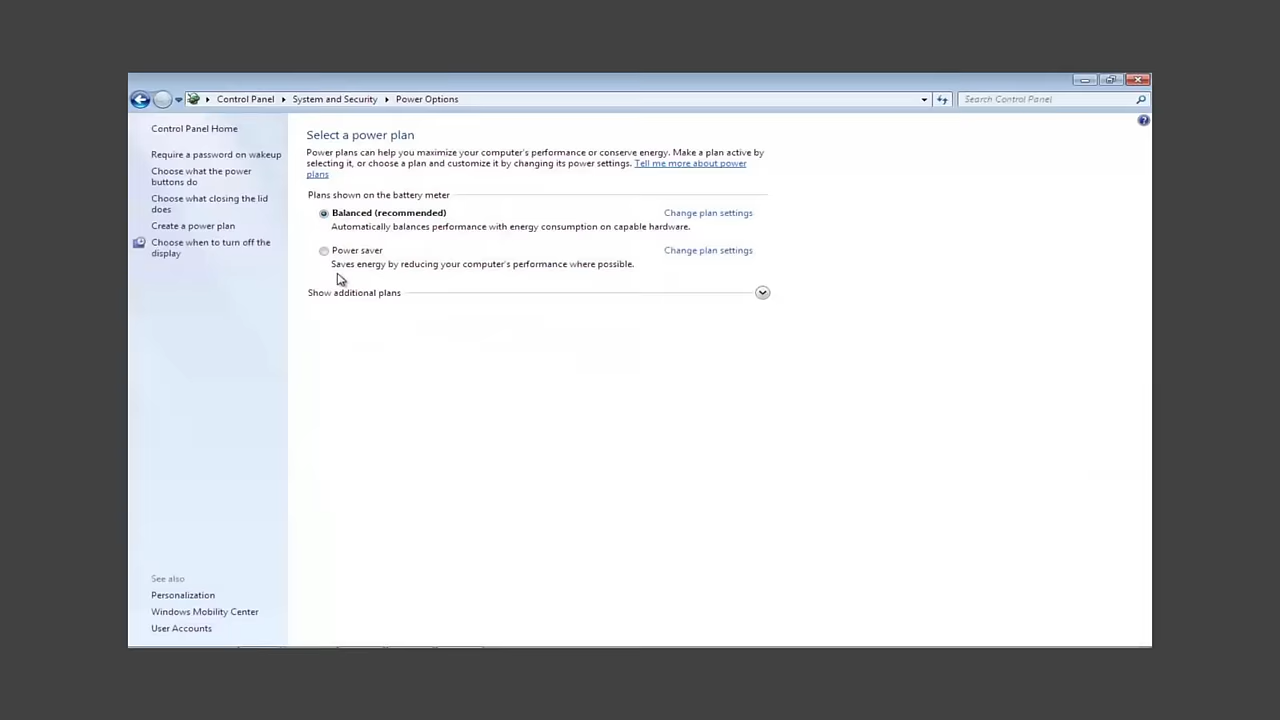 Control Panel System and Security Power Options
Search Control Panel
Control Panel Home
Require a password on wakeup
Choose what the power
buttons do
Choose what closing the lid
does
Create a power plan
Choose when to turn off the
display
Select a power plan
Power plans can help you maximize your computer's performance or conserve energy. Make a plan active by
selecting it, or choose a plan and customize it by changing its power settings. Tell me more about power
plans
Plans shown on the battery meter
Balanced (recommended) Change plan settings
Automatically balances performance with energy consumption on capable hardware.
Power saver Change plan settings
Saves energy by reducing your computer's performance where possible.
Show additional plans
See also
Personalization
Windows Mobility Center
User Accounts